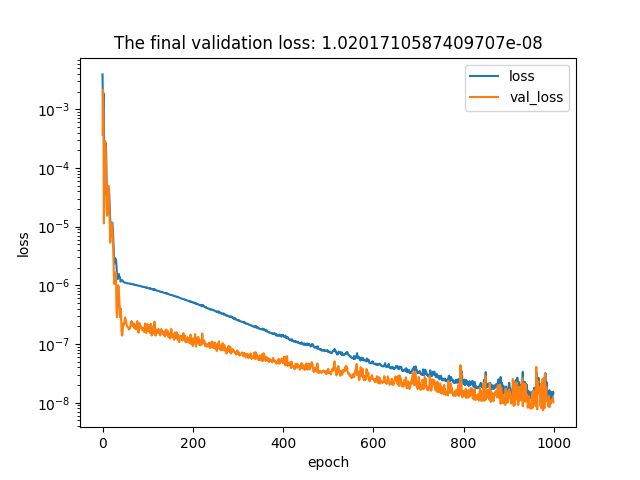 The final validation loss: 1.0201710587409707e-08
loss
val_loss
10⁻³
10⁻⁴
10⁻⁵
10⁻⁶
10⁻⁷
10⁻⁸
loss
0 200 400 600 800 1000
epoch